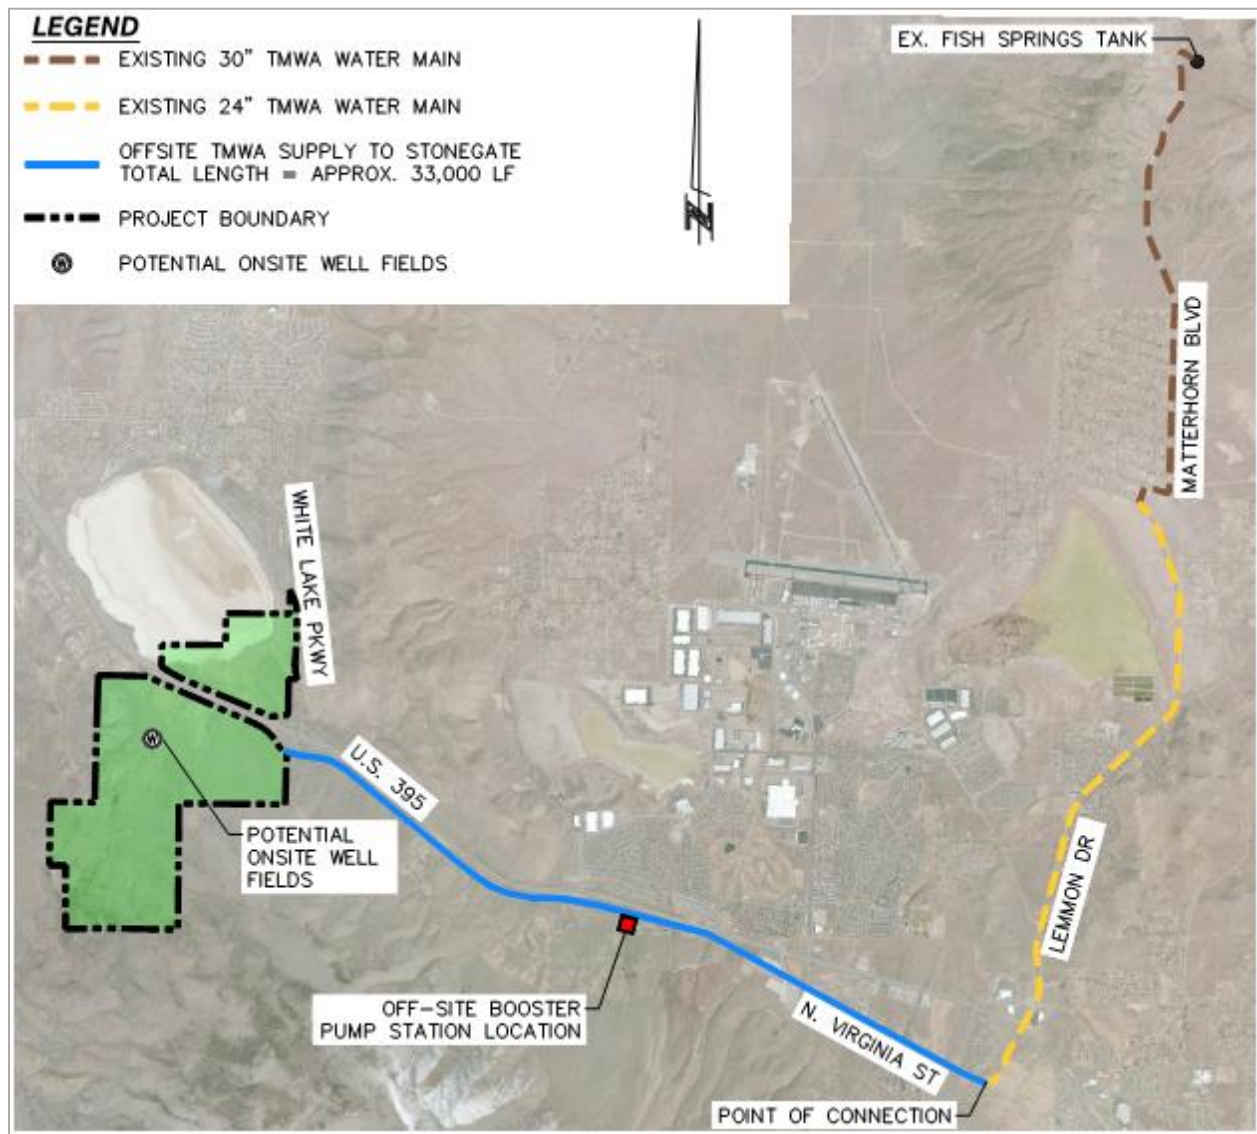 LEGEND
EXISTING 30" TMWA WATER MAIN
EXISTING 24" TMWA WATER MAIN
OFFSITE TMWA SUPPLY TO STONEGATE
TOTAL LENGTH = APPROX. 33,000 LF
PROJECT BOUNDARY
W POTENTIAL ONSITE WELL FIELDS
N
EX. FISH SPRINGS TANK
MATTERHORN BLVD
WHITE LAKE PKWY
W
U.S. 395
POTENTIAL
ONSITE WELL
FIELDS
LEMMON DR
OFF-SITE BOOSTER
PUMP STATION LOCATION
N. VIRGINIA ST
POINT OF CONNECTION